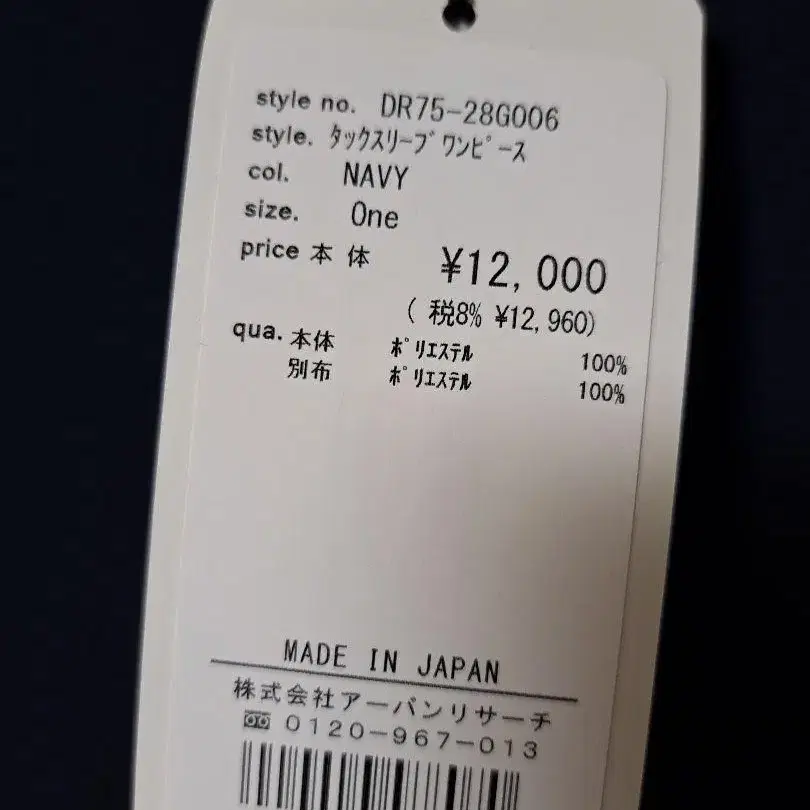 style no. DR75-28G006
style. ﾀｯｸｽﾘｰﾌﾞﾜﾝﾋﾟｰｽ
col. NAVY
size. One
price 本 体 ¥12,000
( 税8% ¥12,960)
qua. 本体 ﾎﾟﾘｴｽﾃﾙ 100%
別布 ﾎﾟﾘｴｽﾃﾙ 100%
MADE IN JAPAN
株式会社アーバンリサーチ
0120-967-013